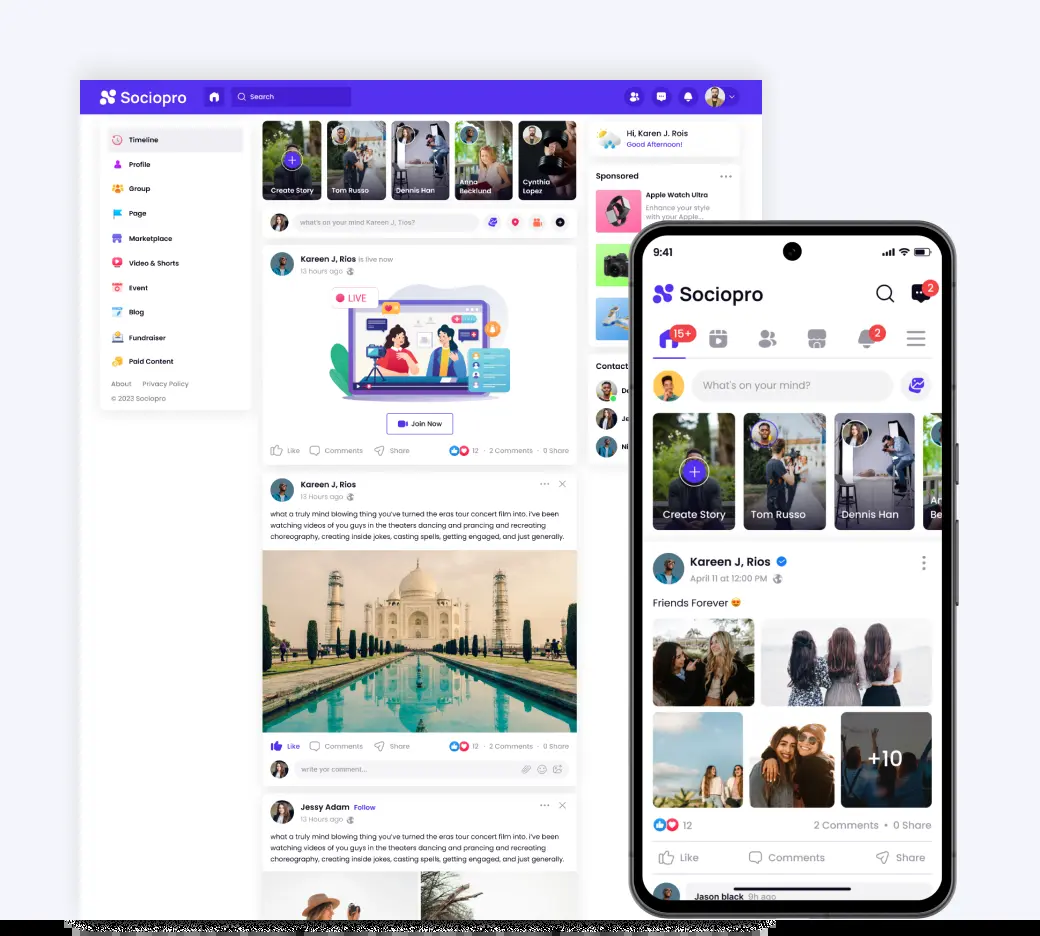 Sociopro
Search
Timeline
Profile
Group
Page
Marketplace
Video & Shorts
Event
Blog
Fundraiser
Paid Content
About Privacy Policy
© 2023 Sociopro
Create Story
Tom Russo
Dennis Han
Anna
Becklund
Cynthia
Lopez
what's on your mind Kareen J, Tios?
Kareen J, Rios is live now
13 hours ago
LIVE
Join Now
Like Comments Share 12 · 2 Comments · 0 Share
Kareen J, Rios
13 Hours ago
what a truly mind blowing thing you've turned the eras tour concert film into. i've been
watching videos of you guys in the theaters dancing and prancing and recreating
choreography, creating inside jokes, casting spells, getting engaged, and just generally.
Like Comments Share 12 · 2 Comments · 0 Share
write yor comment...
Jessy Adam Follow
13 Hours ago
what a truly mind blowing thing you've turned the eras tour concert film into. i've been
watching videos of you guys in the theaters dancing and prancing and recreating
choreography, creating inside jokes, casting spells, getting engaged, and just generally.
Hi, Karen J. Rois
Good Afternoon!
Sponsored
Apple Watch Ultra
Enhance your style
with your Apple...
Contact
De
Je
Ni
9:41
Sociopro
2
15+
2
What's on your mind?
Create Story
Tom Russo
Dennis Han
An
Be
Kareen J, Rios
April 11 at 12:00 PM
Friends Forever 😍
+10
12 2 Comments • 0 Share
Like Comments Share
Jason black 9h ago